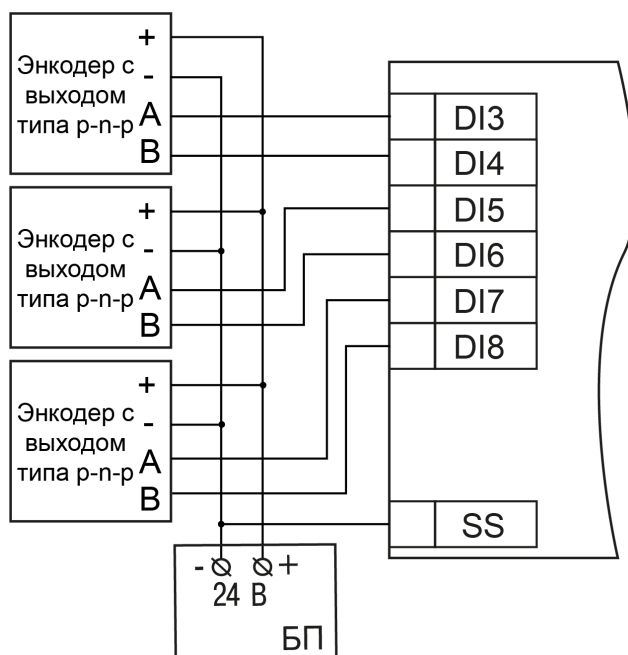 Энкодер с
выходом
типа p-n-p
+
-
A
B
Энкодер с
выходом
типа p-n-p
+
-
A
B
Энкодер с
выходом
типа p-n-p
+
-
A
B
DI3
DI4
DI5
DI6
DI7
DI8
SS
- +
24 В
БП